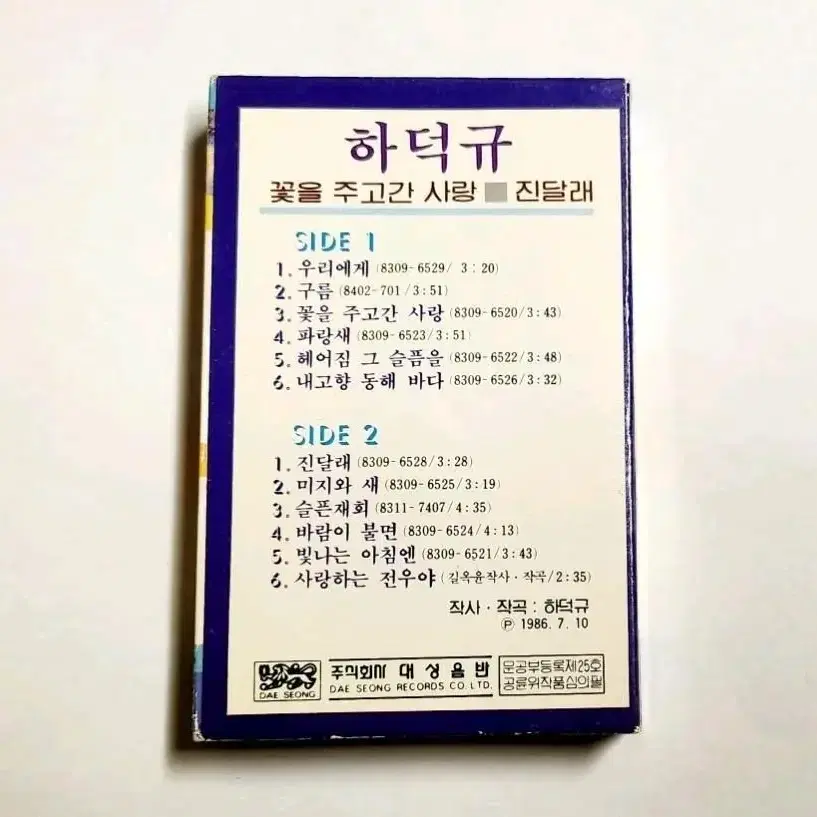 하덕규
꽃을 주고간 사랑 ■ 진달래
SIDE 1
1. 우리에게 (8309-6529/ 3:20)
2. 구름 (8402-701/3:51)
3. 꽃을 주고간 사랑 (8309-6520/3:43)
4. 파랑새 (8309-6523/3:51)
5. 헤어짐 그 슬픔을 (8309-6522/3:48)
6. 내고향 동해 바다 (8309-6526/3:32)
SIDE 2
1. 진달래 (8309-6528/3:28)
2. 미지와 새 (8309-6525/3:19)
3. 슬픈재회 (8311-7407/4:35)
4. 바람이 불면 (8309-6524/4:13)
5. 빛나는 아침엔 (8309-6521/3:43)
6. 사랑하는 전우야 (길옥윤작사·작곡/2:35)
작사·작곡: 하덕규
Ⓟ 1986. 7. 10
DAE SEONG
주식회사 대성음반
DAE SEONG RECORDS CO. LTD.
문공부등록제25호
공륜위작품심의필